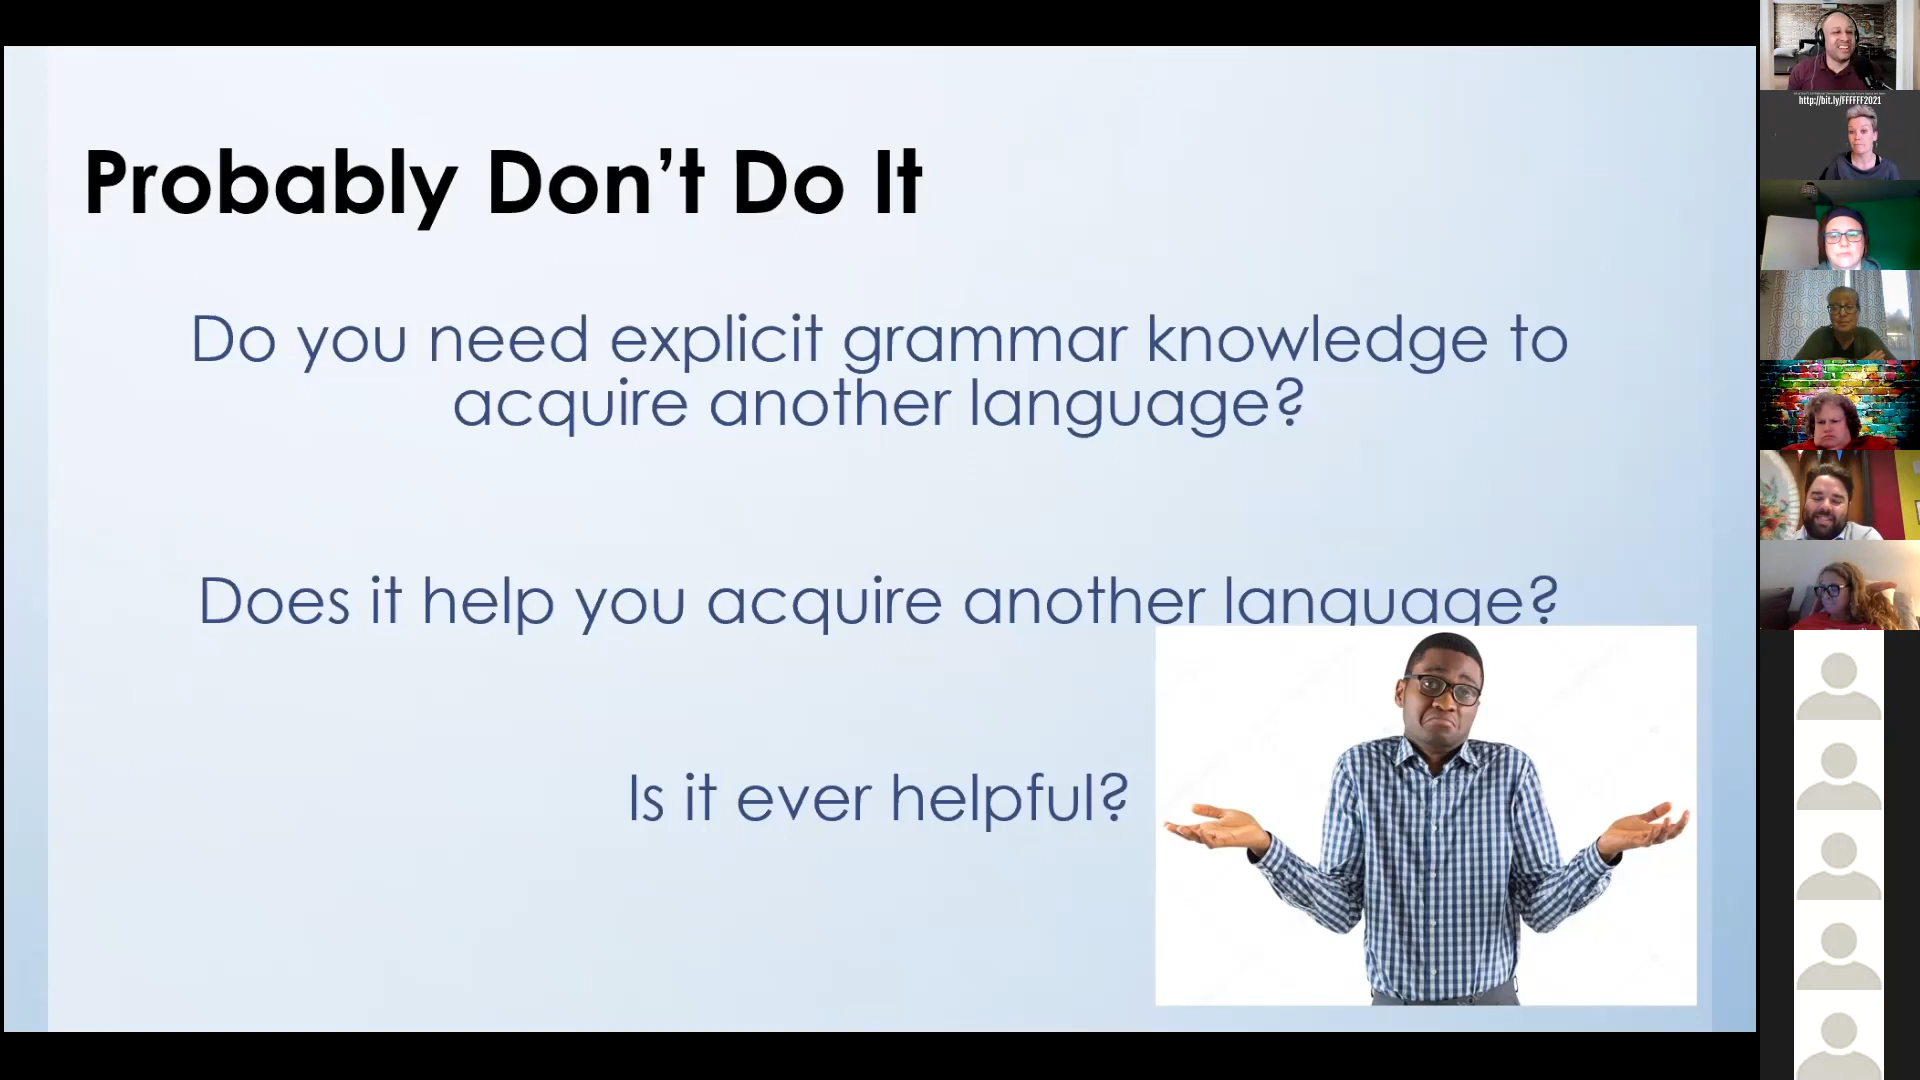 Probably Don't Do It
Do you need explicit grammar knowledge to
acquire another language?
Does it help you acquire another language?
Is it ever helpful?
http://bit.ly/FFFFFF2021